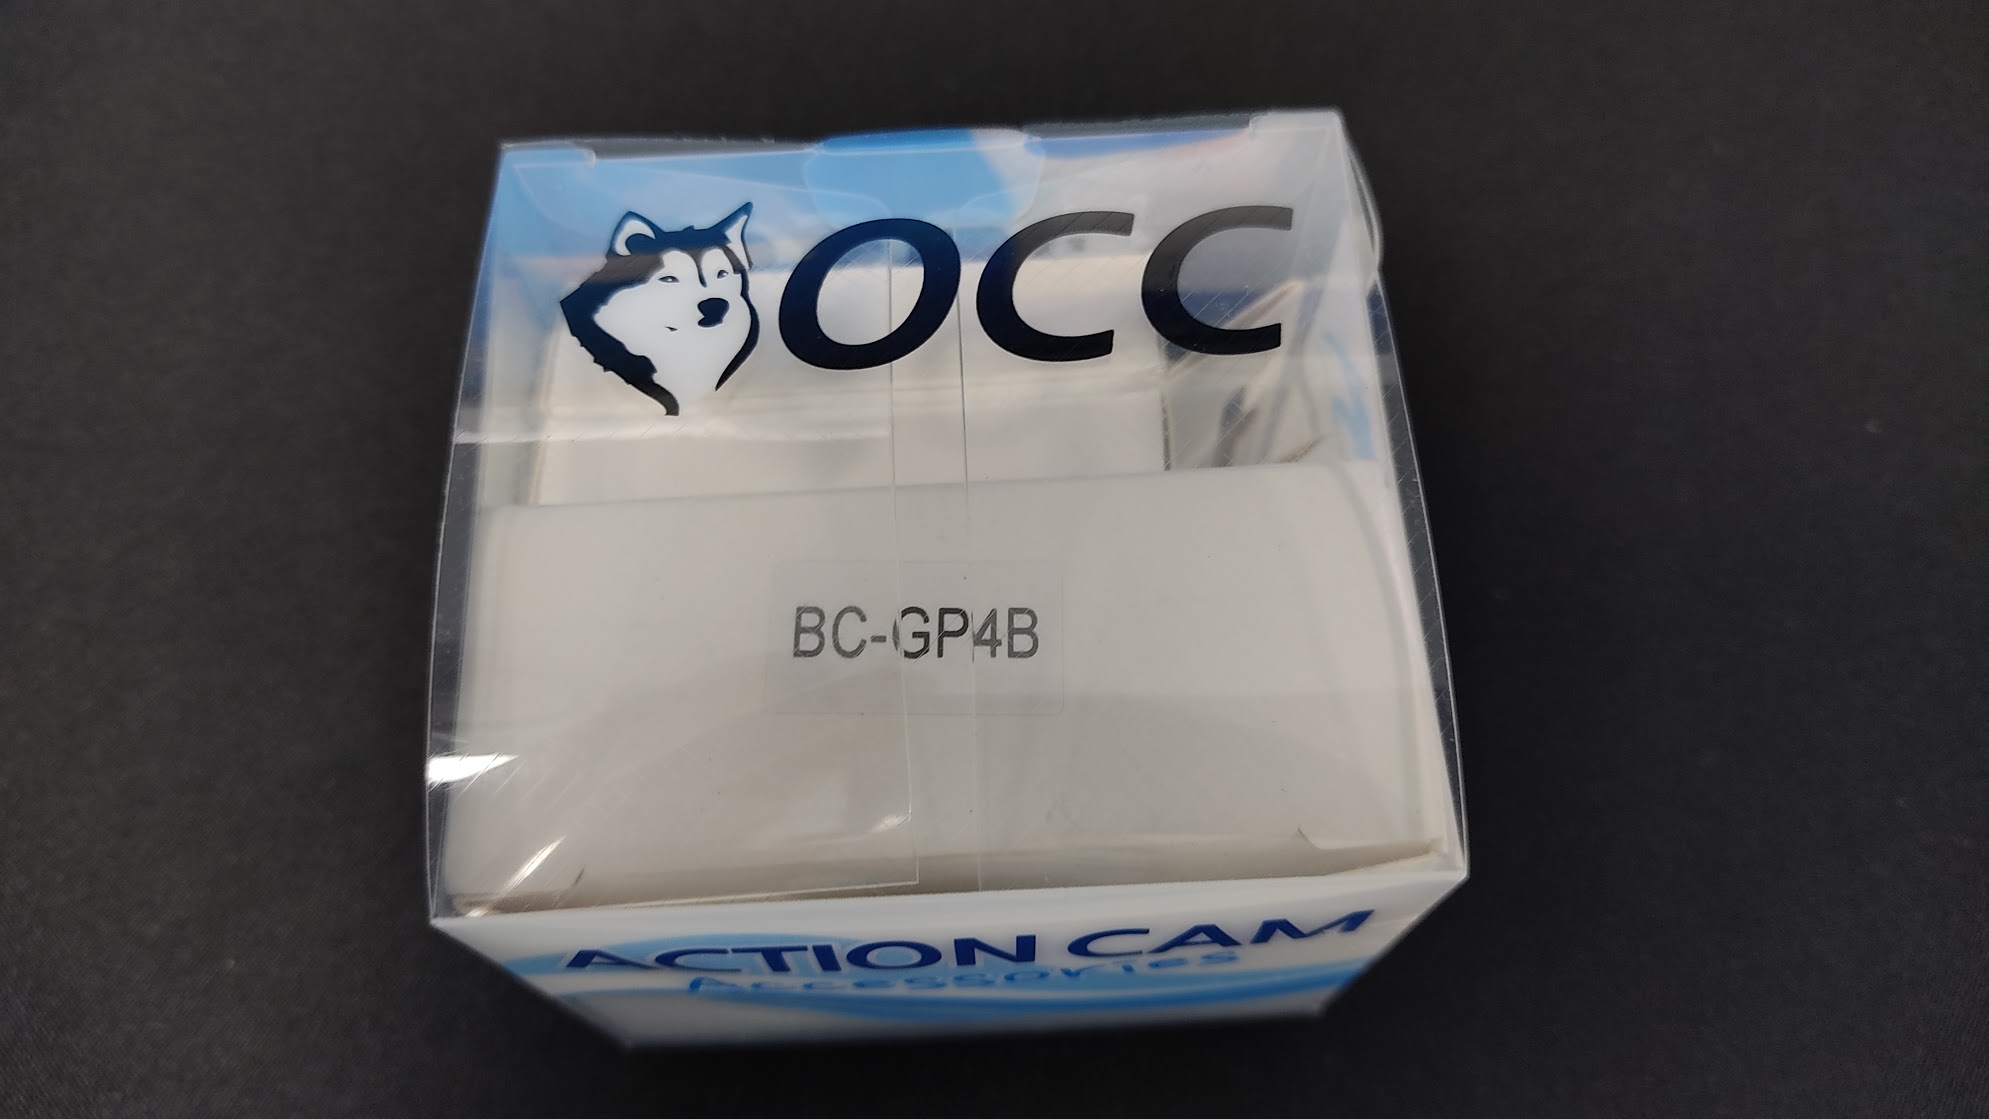 OCC
BC-GP4B
ACTION CAM
Accessories